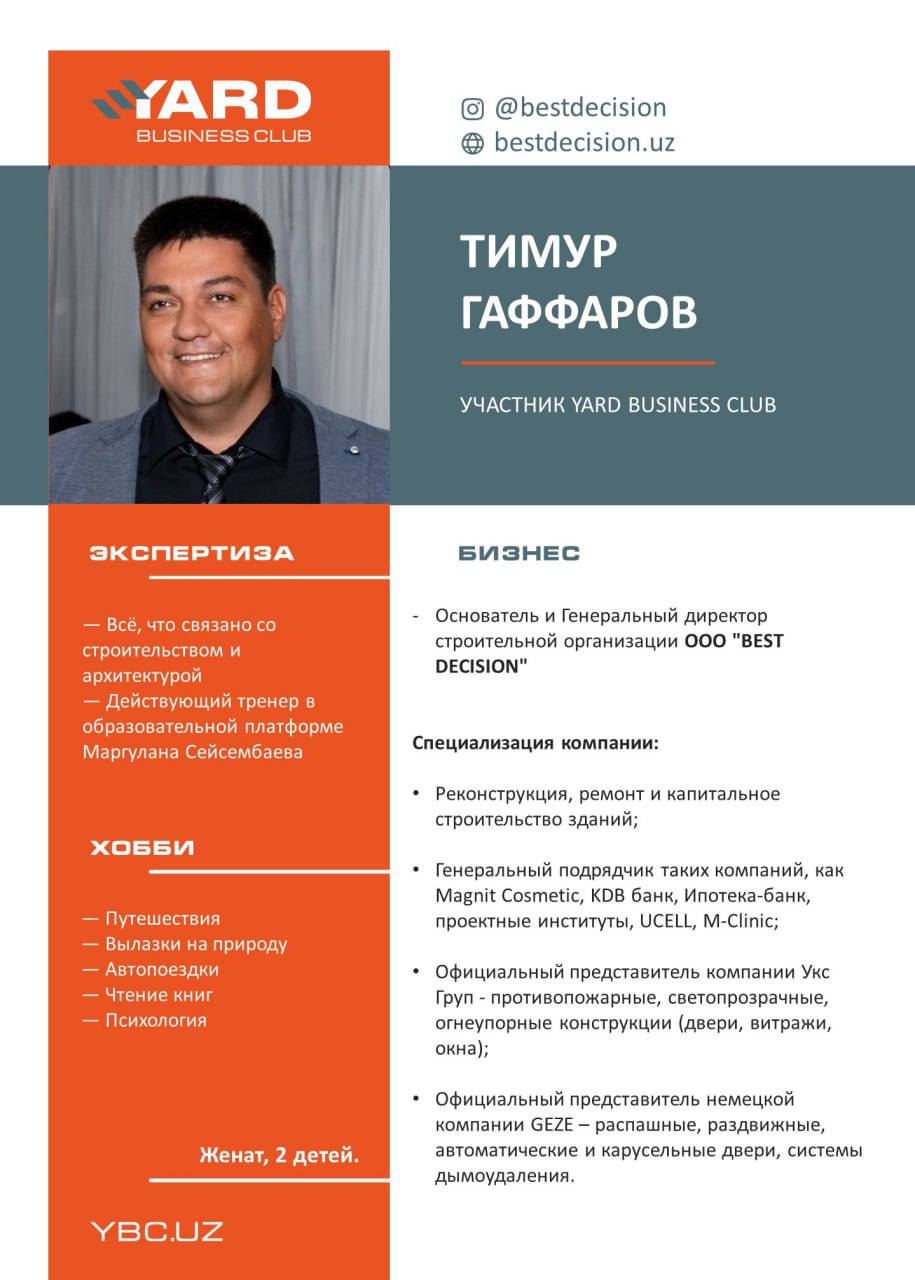 YARD
BUSINESS CLUB
@bestdecision
bestdecision.uz
ТИМУР
ГАФФАРОВ
УЧАСТНИК YARD BUSINESS CLUB
ЭКСПЕРТИЗА
— Всё, что связано со
строительством и
архитектурой
— Действующий тренер в
образовательной платформе
Маргулана Сейсембаева
ХОББИ
— Путешествия
— Вылазки на природу
— Автопоездки
— Чтение книг
— Психология
Женат, 2 детей.
YBC.UZ
БИЗНЕС
- Основатель и Генеральный директор
строительной организации ООО "BEST
DECISION"
Специализация компании:
• Реконструкция, ремонт и капитальное
строительство зданий;
• Генеральный подрядчик таких компаний, как
Magnit Cosmetic, KDB банк, Ипотека-банк,
проектные институты, UCELL, M-Clinic;
• Официальный представитель компании Укс
Груп - противопожарные, светопрозрачные,
огнеупорные конструкции (двери, витражи,
окна);
• Официальный представитель немецкой
компании GEZE – распашные, раздвижные,
автоматические и карусельные двери, системы
дымоудаления.